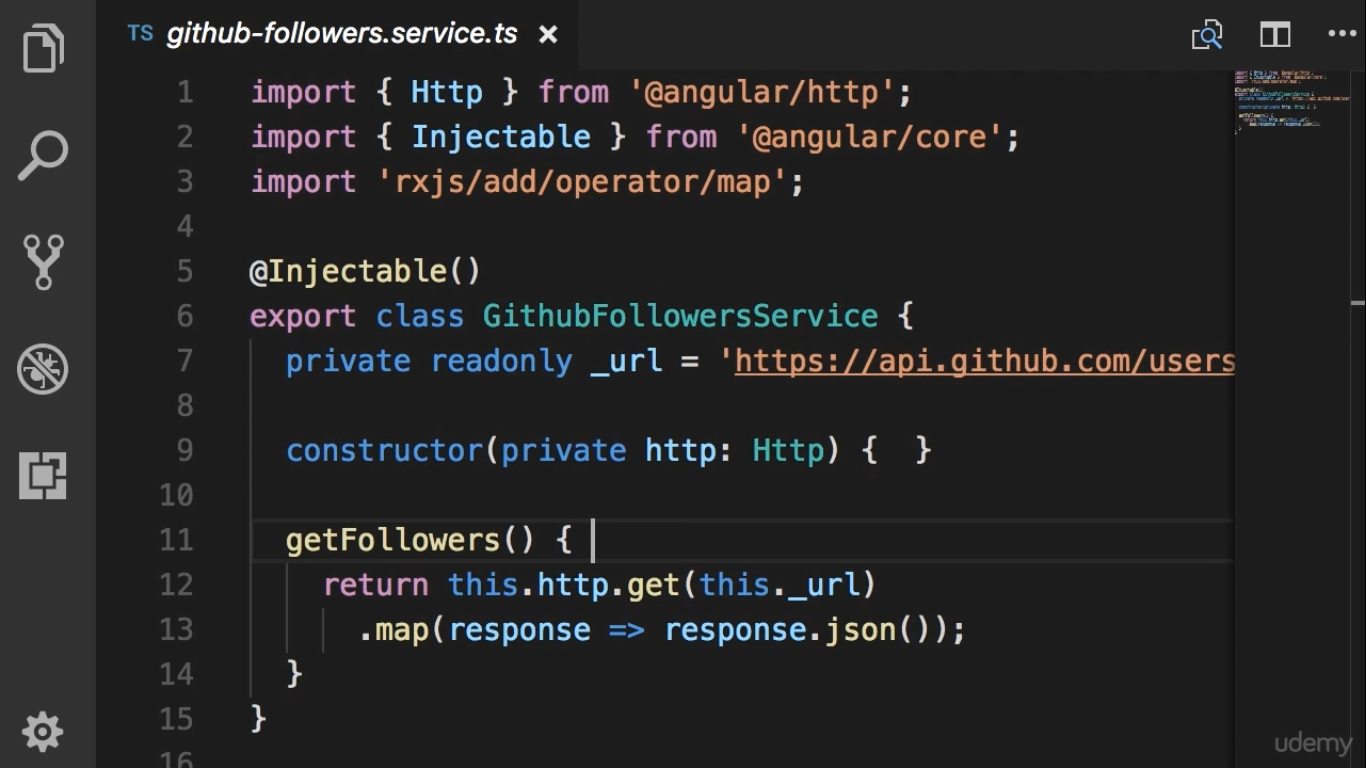 TS github-followers.service.ts
1 import { Http } from '@angular/http';
2 import { Injectable } from '@angular/core';
3 import 'rxjs/add/operator/map';
4
5 @Injectable()
6 export class GithubFollowersService {
7 private readonly _url = 'https://api.github.com/users
8
9 constructor(private http: Http) { }
10
11 getFollowers() {
12 return this.http.get(this._url)
13 .map(response => response.json());
14 }
15 }
16
udemy